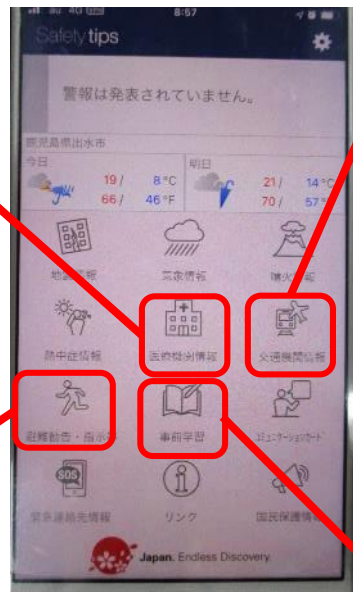 3G 4G 8:57
Safety tips
警報は発表されていません。
鹿児島県出水市
今日 明日
19/ 8 °C 21/ 14 °C
66/ 46 °F 70/ 57 °F
地震情報 気象情報 噴火情報
熱中症情報 医療機関情報 交通機関情報
避難勧告・指示等 事前学習 コミュニケーションカード
SOS
緊急連絡先情報 リンク 国民保護情報
Japan. Endless Discovery.